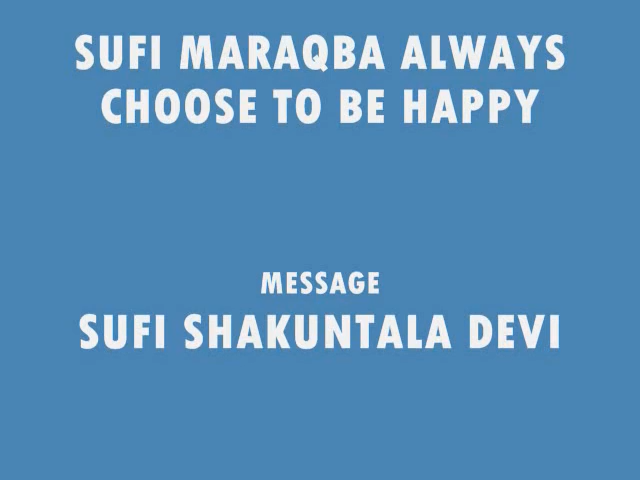 SUFI MARAQBA ALWAYS
CHOOSE TO BE HAPPY
MESSAGE
SUFI SHAKUNTALA DEVI